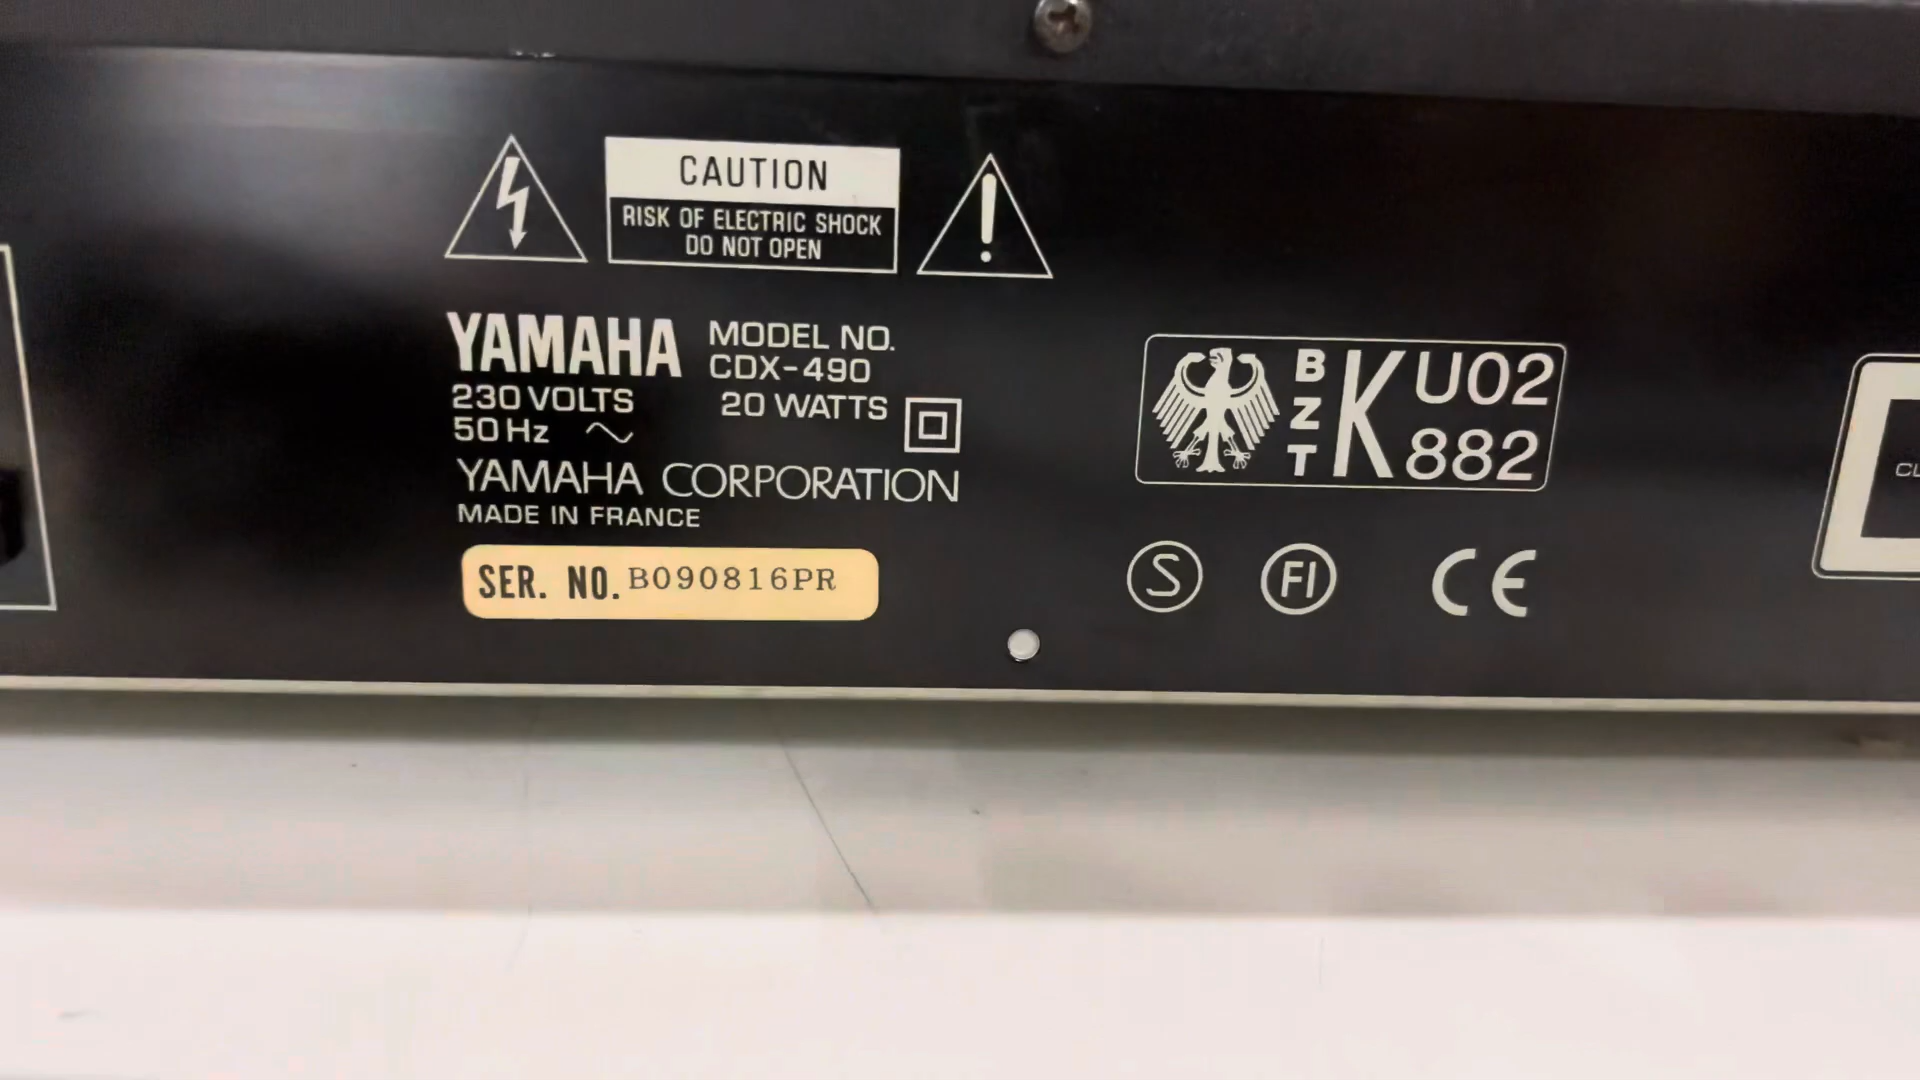 CAUTION
RISK OF ELECTRIC SHOCK
DO NOT OPEN
YAMAHA MODEL NO.
CDX-490
230 VOLTS 20 WATTS
50 Hz
YAMAHA CORPORATION
MADE IN FRANCE
SER. NO. B090816PR
BZT K U02
882
S FI CE